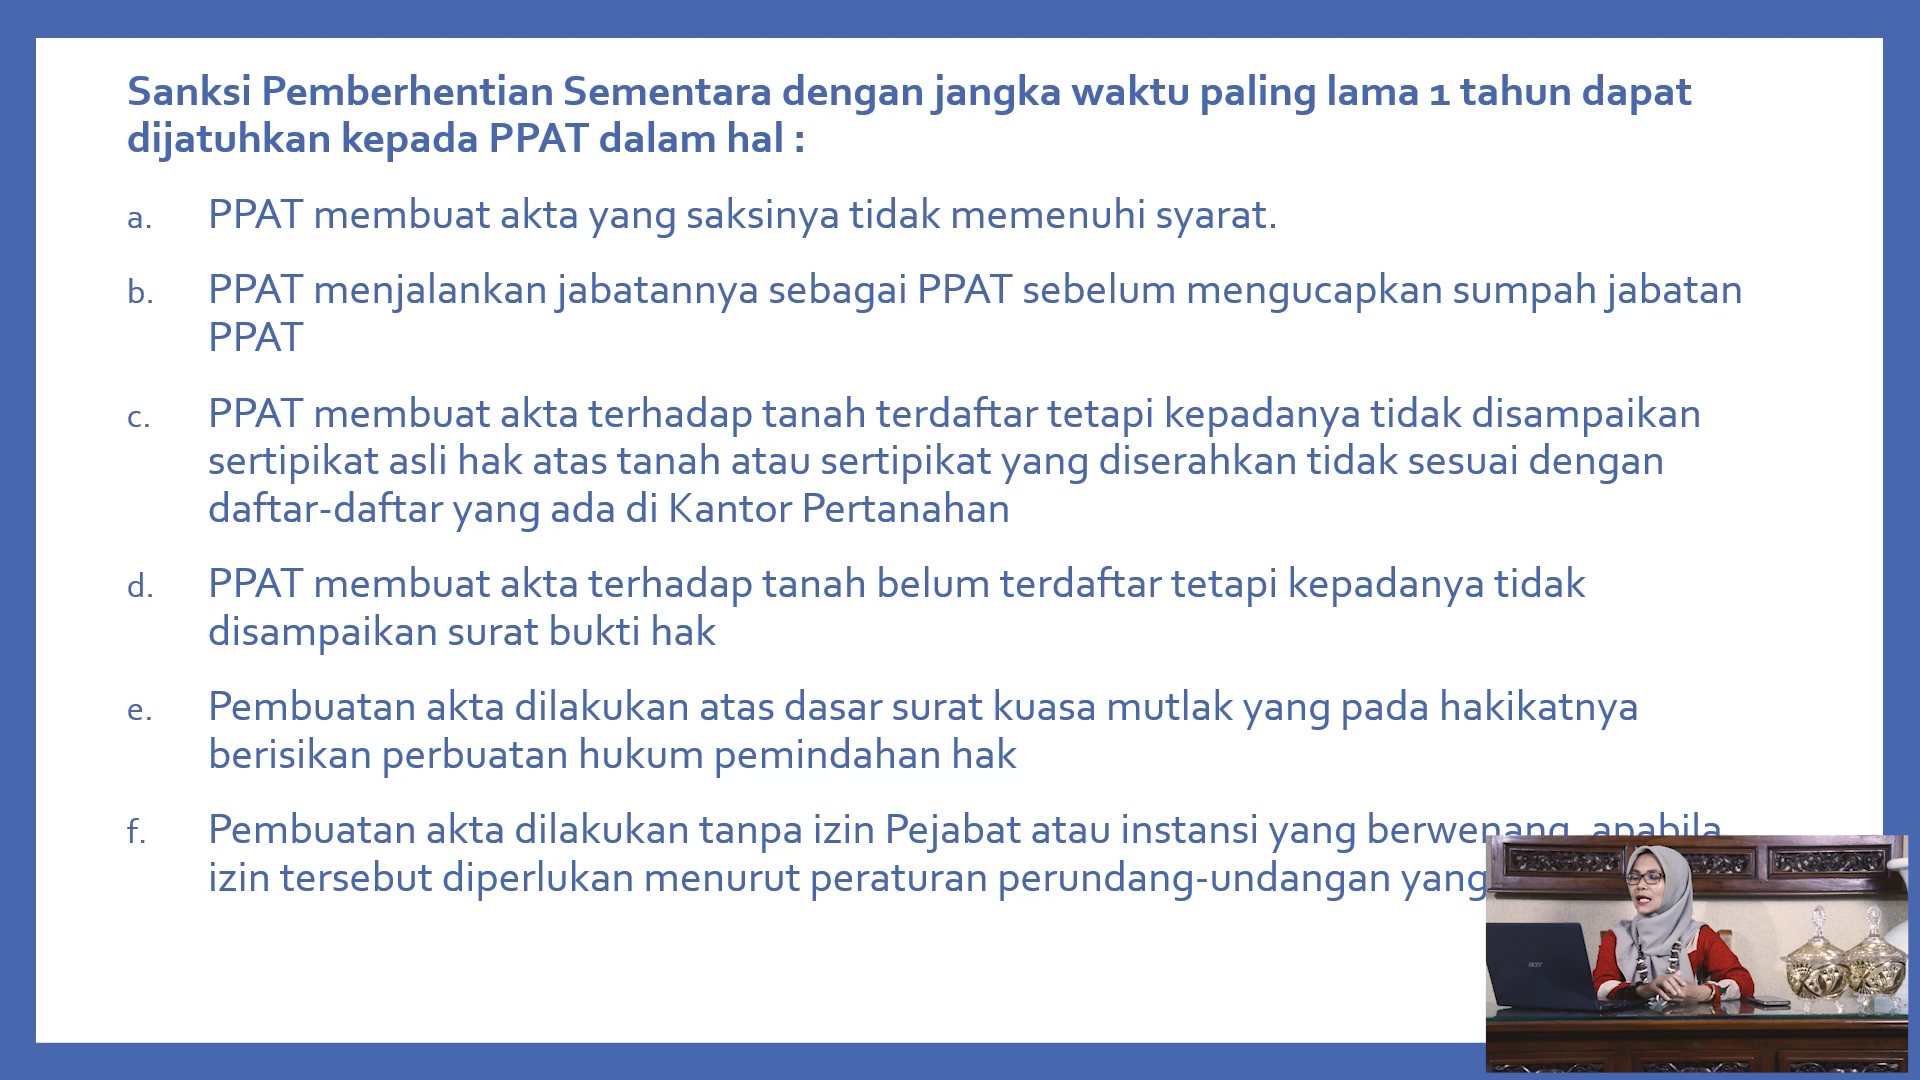 Sanksi Pemberhentian Sementara dengan jangka waktu paling lama 1 tahun dapat
dijatuhkan kepada PPAT dalam hal :
a. PPAT membuat akta yang saksinya tidak memenuhi syarat.
b. PPAT menjalankan jabatannya sebagai PPAT sebelum mengucapkan sumpah jabatan
PPAT
c. PPAT membuat akta terhadap tanah terdaftar tetapi kepadanya tidak disampaikan
sertipikat asli hak atas tanah atau sertipikat yang diserahkan tidak sesuai dengan
daftar-daftar yang ada di Kantor Pertanahan
d. PPAT membuat akta terhadap tanah belum terdaftar tetapi kepadanya tidak
disampaikan surat bukti hak
e. Pembuatan akta dilakukan atas dasar surat kuasa mutlak yang pada hakikatnya
berisikan perbuatan hukum pemindahan hak
f. Pembuatan akta dilakukan tanpa izin Pejabat atau instansi yang berwenang apabila
izin tersebut diperlukan menurut peraturan perundang-undangan yang
acer